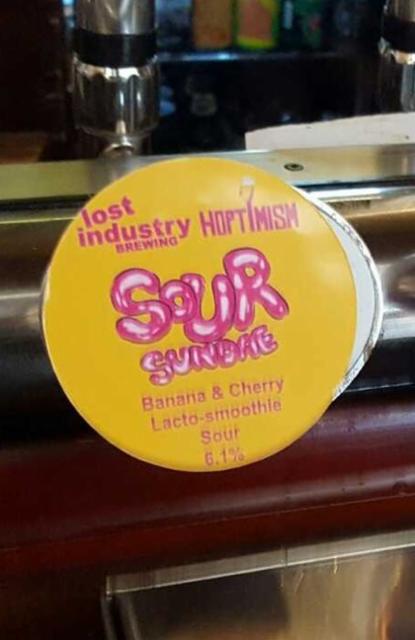 lost
industry HOPTIMISM
BREWING
SOUR
SUNDAE
Banana & Cherry
Lacto-smoothie
Sour
6.1%